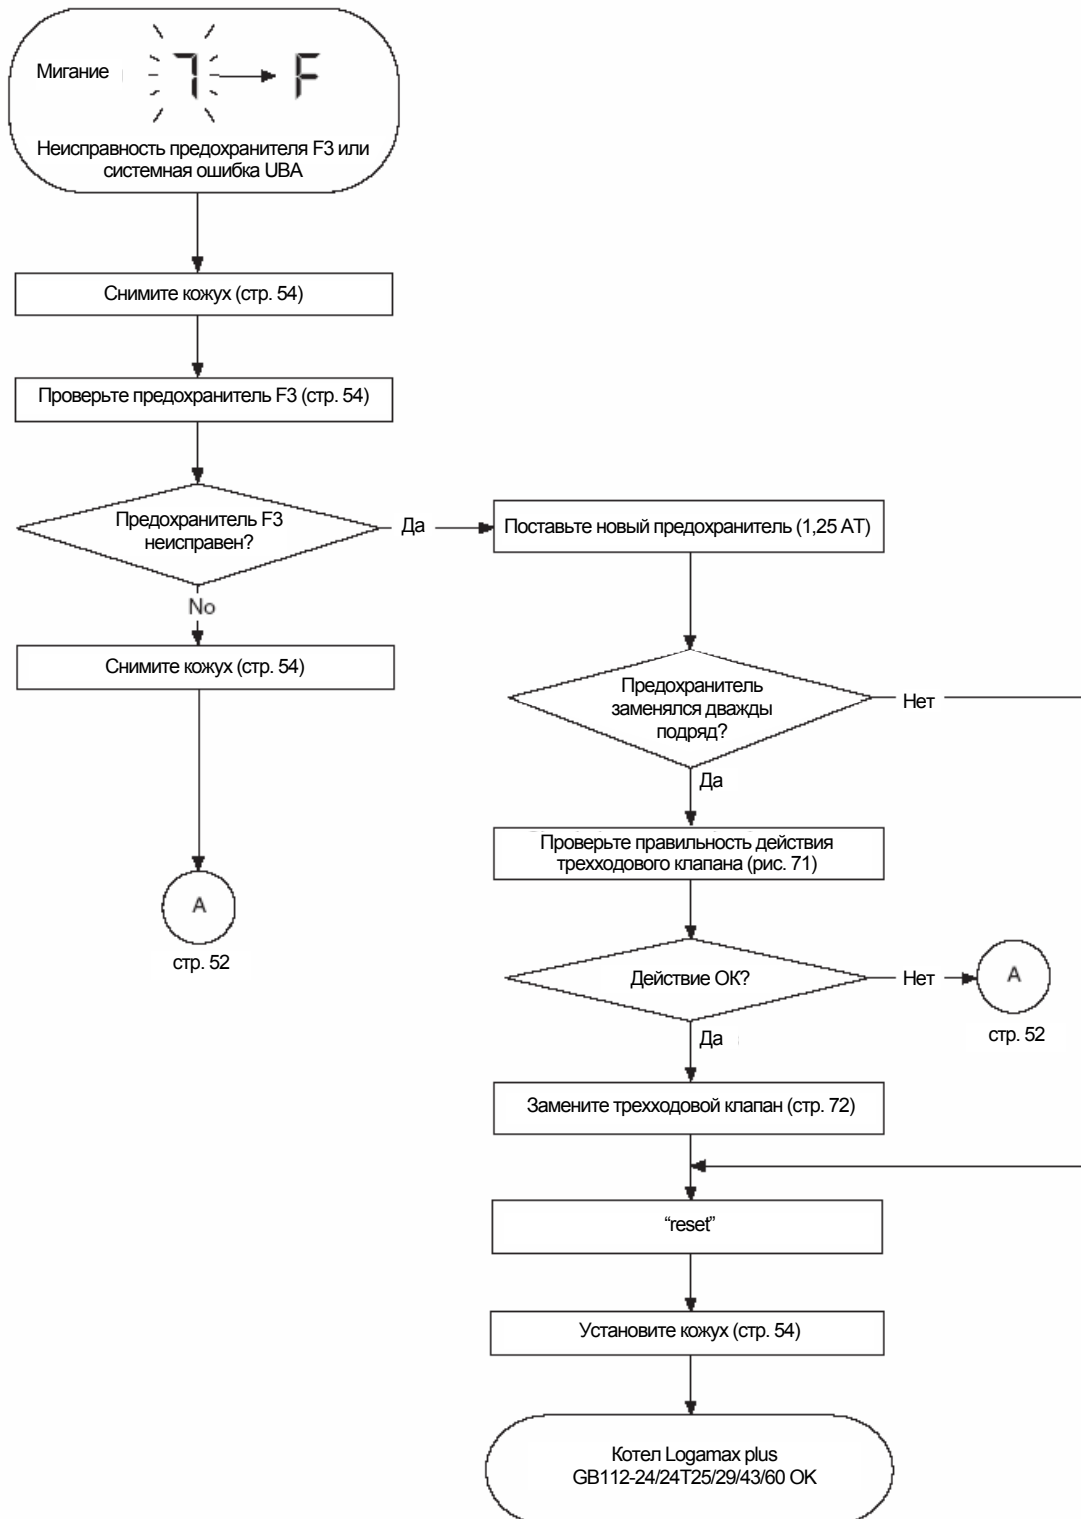 Мигание
7
F
Неисправность предохранителя F3 или
системная ошибка UBA
Снимите кожух (стр. 54)
Проверьте предохранитель F3 (стр. 54)
Предохранитель F3
неисправен?
Да
Поставьте новый предохранитель (1,25 AT)
No
Снимите кожух (стр. 54)
Предохранитель
заменялся дважды
подряд?
Нет
Да
Проверьте правильность действия
трехходового клапана (рис. 71)
A
стр. 52
Действие ОК?
Нет
A
стр. 52
Да
Замените трехходовой клапан (стр. 72)
“reset”
Установите кожух (стр. 54)
Котел Logamax plus
GB112-24/24T25/29/43/60 OK